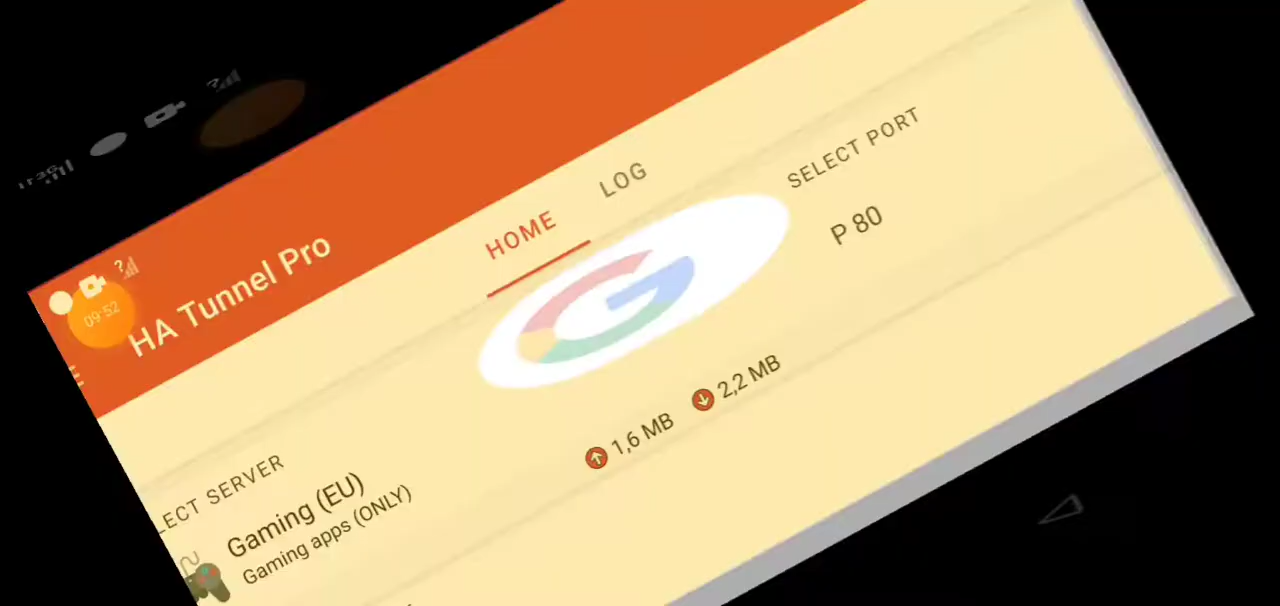 09:52
HA Tunnel Pro
HOME
LOG
LECT SERVER
SELECT PORT
Gaming (EU)
P 80
Gaming apps (ONLY)
1,6 MB
2,2 MB